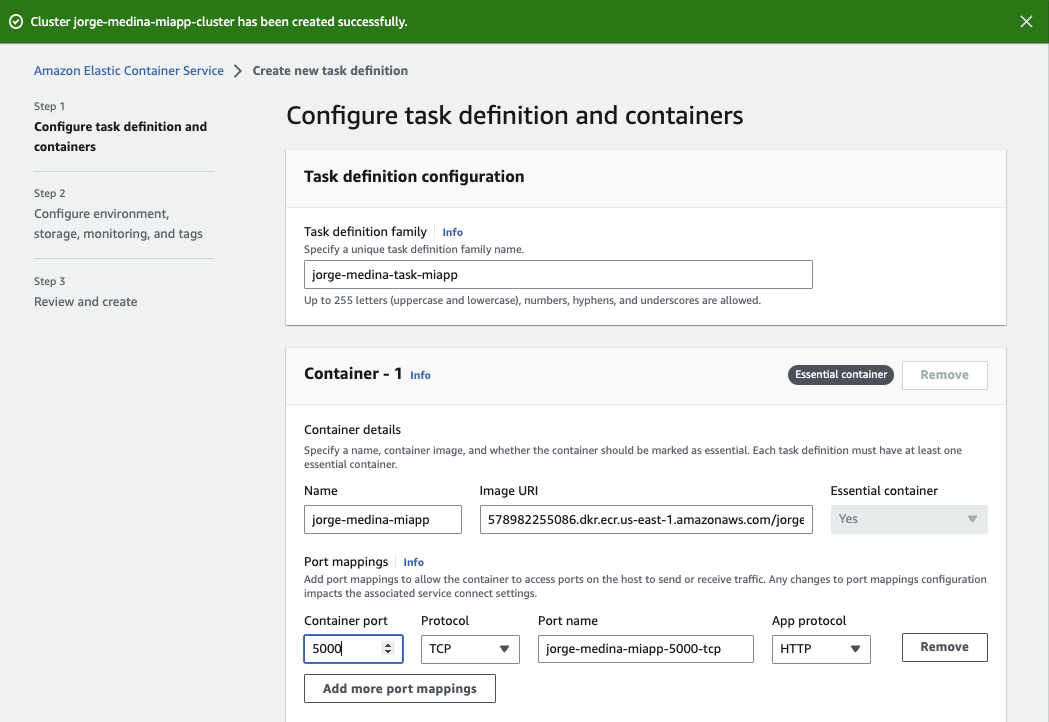 Cluster jorge-medina-miapp-cluster has been created successfully.
Amazon Elastic Container Service
Create new task definition
Step 1
Configure task definition and
containers
Step 2
Configure environment,
storage, monitoring, and tags
Step 3
Review and create
Configure task definition and containers
Task definition configuration
Task definition family Info
Specify a unique task definition family name.
jorge-medina-task-miapp
Up to 255 letters (uppercase and lowercase), numbers, hyphens, and underscores are allowed.
Container - 1 Info
Essential container
Remove
Container details
Specify a name, container image, and whether the container should be marked as essential. Each task definition must have at least one
essential container.
Name Image URI Essential container
jorge-medina-miapp 578982255086.dkr.ecr.us-east-1.amazonaws.com/jorge Yes
Port mappings Info
Add port mappings to allow the container to access ports on the host to send or receive traffic. Any changes to port mappings configuration
impacts the associated service connect settings.
Container port Protocol Port name App protocol
5000 TCP jorge-medina-miapp-5000-tcp HTTP Remove
Add more port mappings